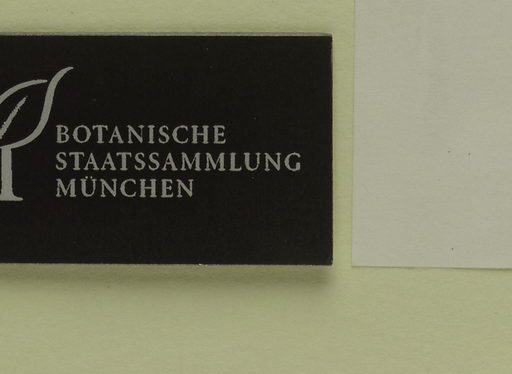 BOTANISCHE
STAATSSAMMLUNG
MÜNCHEN